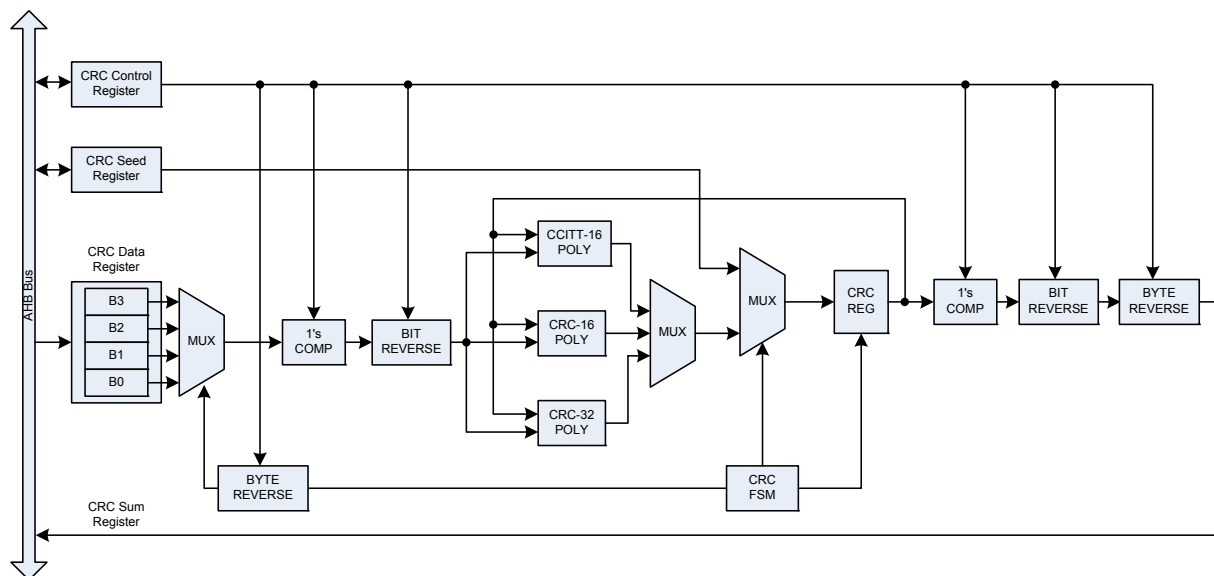 AHB Bus
CRC Control
Register
CRC Seed
Register
CRC Data
Register
B3
B2
B1
B0
MUX
1's
COMP
BIT
REVERSE
CCITT-16
POLY
CRC-16
POLY
CRC-32
POLY
MUX
MUX
CRC
REG
1's
COMP
BIT
REVERSE
BYTE
REVERSE
BYTE
REVERSE
CRC
FSM
CRC Sum
Register